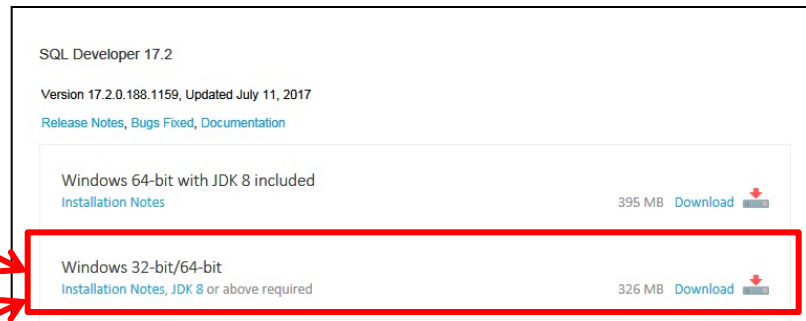 SQL Developer 17.2
Version 17.2.0.188.1159, Updated July 11, 2017
Release Notes, Bugs Fixed, Documentation
Windows 64-bit with JDK 8 included
Installation Notes
395 MB Download
Windows 32-bit/64-bit
Installation Notes, JDK 8 or above required
326 MB Download